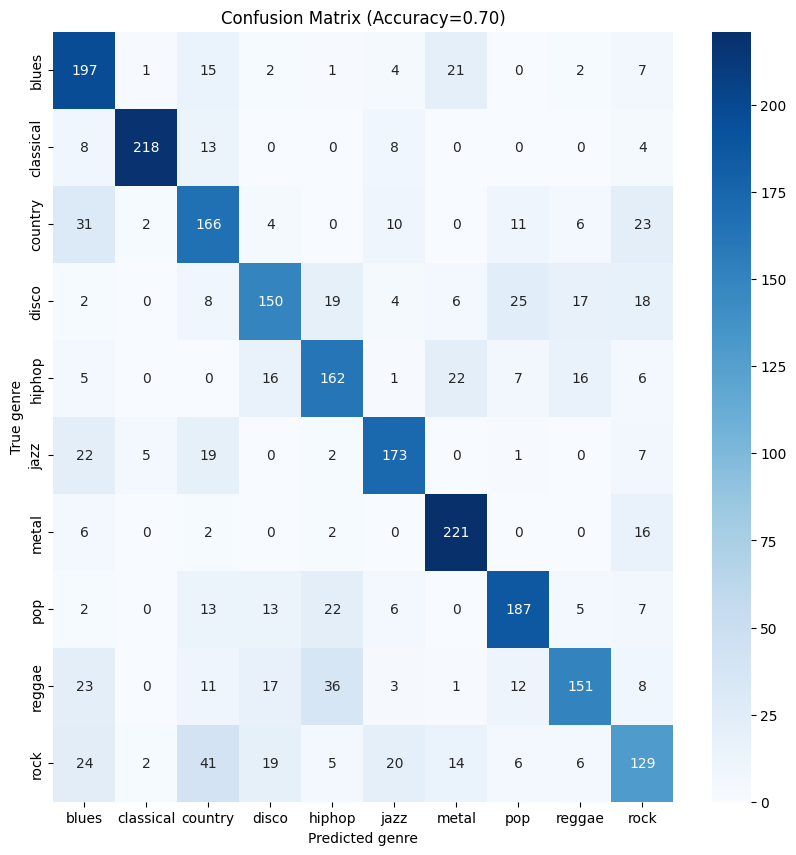 Confusion Matrix (Accuracy=0.70)
blues 197 1 15 2 1 4 21 0 2 7
classical 8 218 13 0 0 8 0 0 0 4
country 31 2 166 4 0 10 0 11 6 23
disco 2 0 8 150 19 4 6 25 17 18
hiphop 5 0 0 16 162 1 22 7 16 6
jazz 22 5 19 0 2 173 0 1 0 7
metal 6 0 2 0 2 0 221 0 0 16
pop 2 0 13 13 22 6 0 187 5 7
reggae 23 0 11 17 36 3 1 12 151 8
rock 24 2 41 19 5 20 14 6 6 129
True genre
blues classical country disco hiphop jazz metal pop reggae rock
Predicted genre
200
175
150
125
100
75
50
25
0